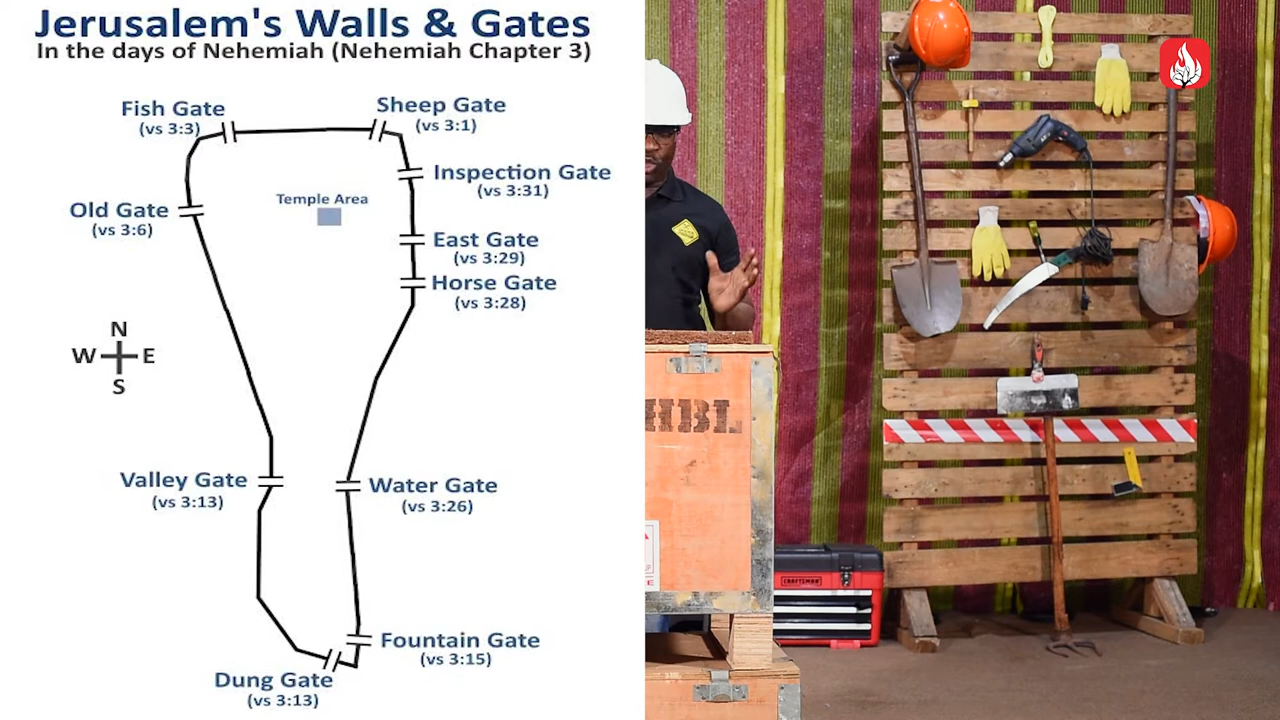 Jerusalem's Walls & Gates
In the days of Nehemiah (Nehemiah Chapter 3)
Fish Gate
(vs 3:3)
Sheep Gate
(vs 3:1)
Inspection Gate
(vs 3:31)
Temple Area
Old Gate
(vs 3:6)
East Gate
(vs 3:29)
Horse Gate
(vs 3:28)
N
W E
S
Valley Gate
(vs 3:13)
Water Gate
(vs 3:26)
Fountain Gate
(vs 3:15)
Dung Gate
(vs 3:13)
HBL
CRAFTSMAN